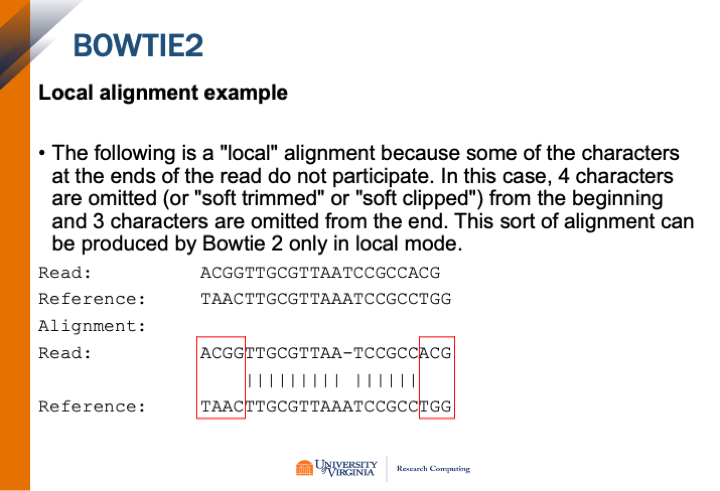 BOWTIE2
Local alignment example
• The following is a "local" alignment because some of the characters
at the ends of the read do not participate. In this case, 4 characters
are omitted (or "soft trimmed" or "soft clipped") from the beginning
and 3 characters are omitted from the end. This sort of alignment can
be produced by Bowtie 2 only in local mode.
Read: ACGGTTGCGTTAATCCGCCACG
Reference: TAACTTGCGTTAAATCCGCCTGG
Alignment:
Read: ACGGTTGCGTTAA-TCCGCCACG
||||||||| ||||||
Reference: TAACTTGCGTTAAATCCGCCTGG
UNIVERSITY of VIRGINIA Research Computing